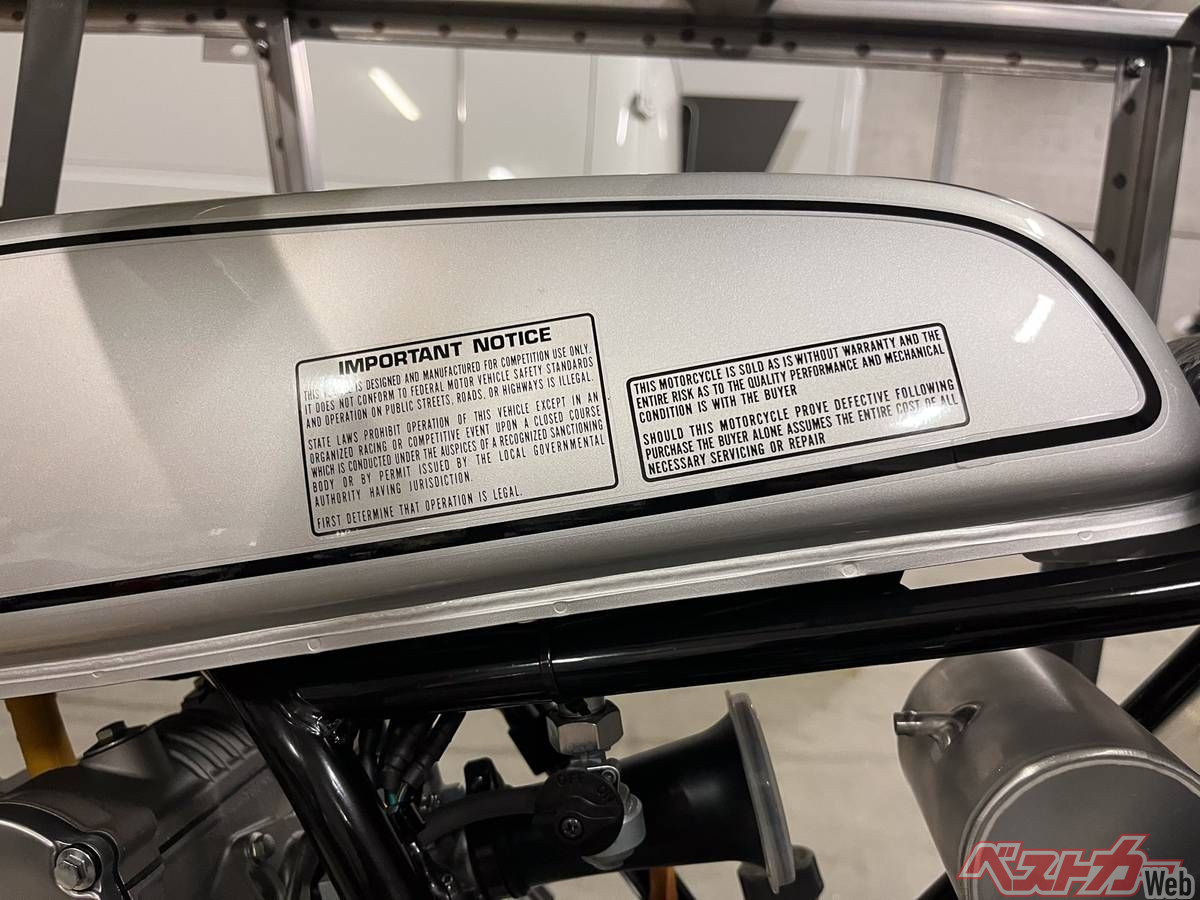 IMPORTANT NOTICE
THIS IS DESIGNED AND MANUFACTURED FOR COMPETITION USE ONLY.
IT DOES NOT CONFORM TO FEDERAL MOTOR VEHICLE SAFETY STANDARDS
AND OPERATION ON PUBLIC STREETS, ROADS, OR HIGHWAYS IS ILLEGAL.
STATE LAWS PROHIBIT OPERATION OF THIS VEHICLE EXCEPT IN AN
ORGANIZED RACING OR COMPETITIVE EVENT UPON A CLOSED COURSE
WHICH IS CONDUCTED UNDER THE AUSPICES OF A RECOGNIZED SANCTIONING
BODY OR BY PERMIT ISSUED BY THE LOCAL GOVERNMENTAL
AUTHORITY HAVING JURISDICTION.
FIRST DETERMINE THAT OPERATION IS LEGAL.
THIS MOTORCYCLE IS SOLD AS IS WITHOUT WARRANTY AND THE
ENTIRE RISK AS TO THE QUALITY PERFORMANCE AND MECHANICAL
CONDITION IS WITH THE BUYER
SHOULD THIS MOTORCYCLE PROVE DEFECTIVE FOLLOWING
PURCHASE THE BUYER ALONE ASSUMES THE ENTIRE COST OF ALL
NECESSARY SERVICING OR REPAIR
OFF
ベストカー
Web